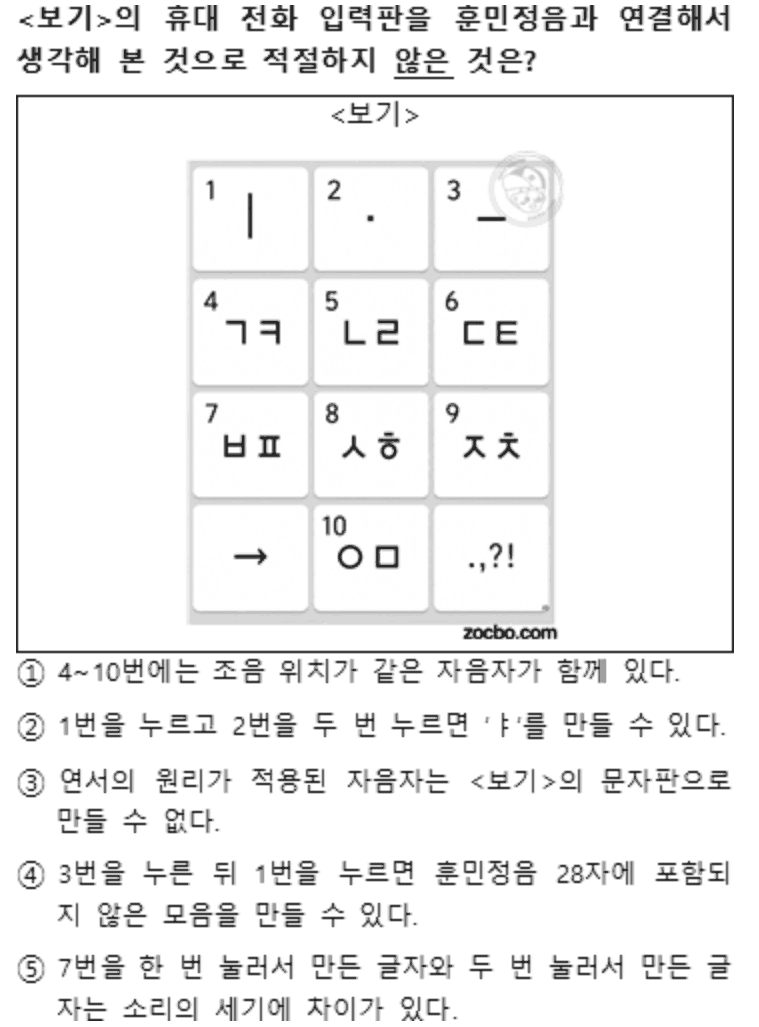 <보기>의 휴대 전화 입력판을 훈민정음과 연결해서
생각해 본 것으로 적절하지 않은 것은?
<보기>
1 ㅣ 2 · 3 ㅡ
4 ㄱㅋ 5 ㄴㄹ 6 ㄷㅌ
7 ㅂㅍ 8 ㅅㅎ 9 ㅈㅊ
→ 10 ㅇㅁ .,?!
zocbo.com
① 4~10번에는 조음 위치가 같은 자음자가 함께 있다.
② 1번을 누르고 2번을 두 번 누르면 'ㅑ'를 만들 수 있다.
③ 연서의 원리가 적용된 자음자는 <보기>의 문자판으로
만들 수 없다.
④ 3번을 누른 뒤 1번을 누르면 훈민정음 28자에 포함되
지 않은 모음을 만들 수 있다.
⑤ 7번을 한 번 눌러서 만든 글자와 두 번 눌러서 만든 글
자는 소리의 세기에 차이가 있다.